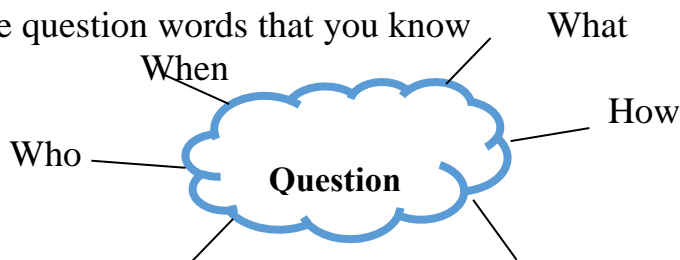 e question words that you know What
When
How
Who
Question